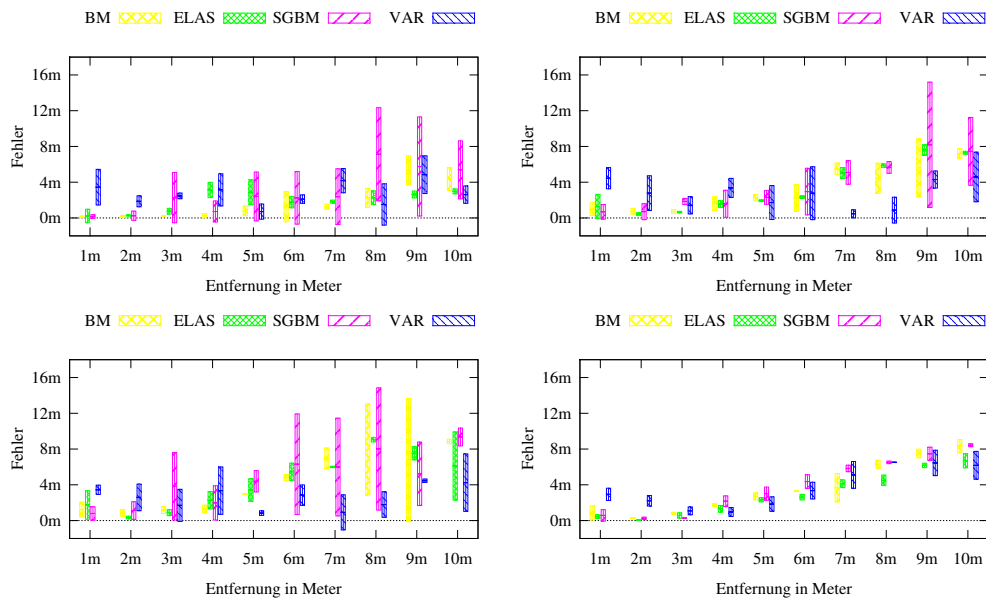 BM ELAS SGBM VAR
16m
12m
8m
4m
0m
Fehler
1m 2m 3m 4m 5m 6m 7m 8m 9m 10m
Entfernung in Meter
BM ELAS SGBM VAR
16m
12m
8m
4m
0m
Fehler
1m 2m 3m 4m 5m 6m 7m 8m 9m 10m
Entfernung in Meter
BM ELAS SGBM VAR
16m
12m
8m
4m
0m
Fehler
1m 2m 3m 4m 5m 6m 7m 8m 9m 10m
Entfernung in Meter
BM ELAS SGBM VAR
16m
12m
8m
4m
0m
Fehler
1m 2m 3m 4m 5m 6m 7m 8m 9m 10m
Entfernung in Meter